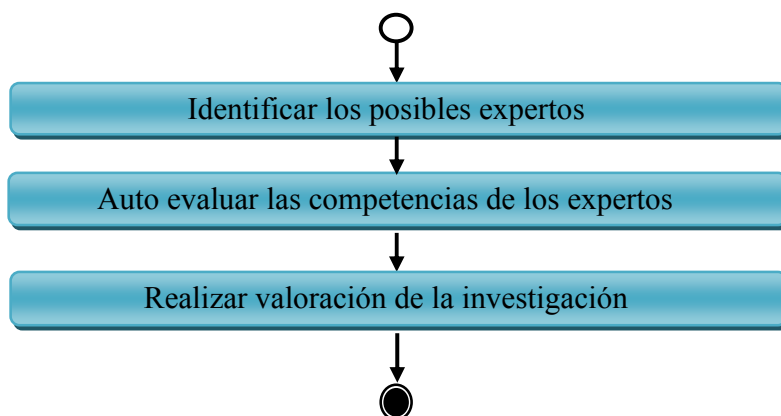 Identificar los posibles expertos
Auto evaluar las competencias de los expertos
Realizar valoración de la investigación